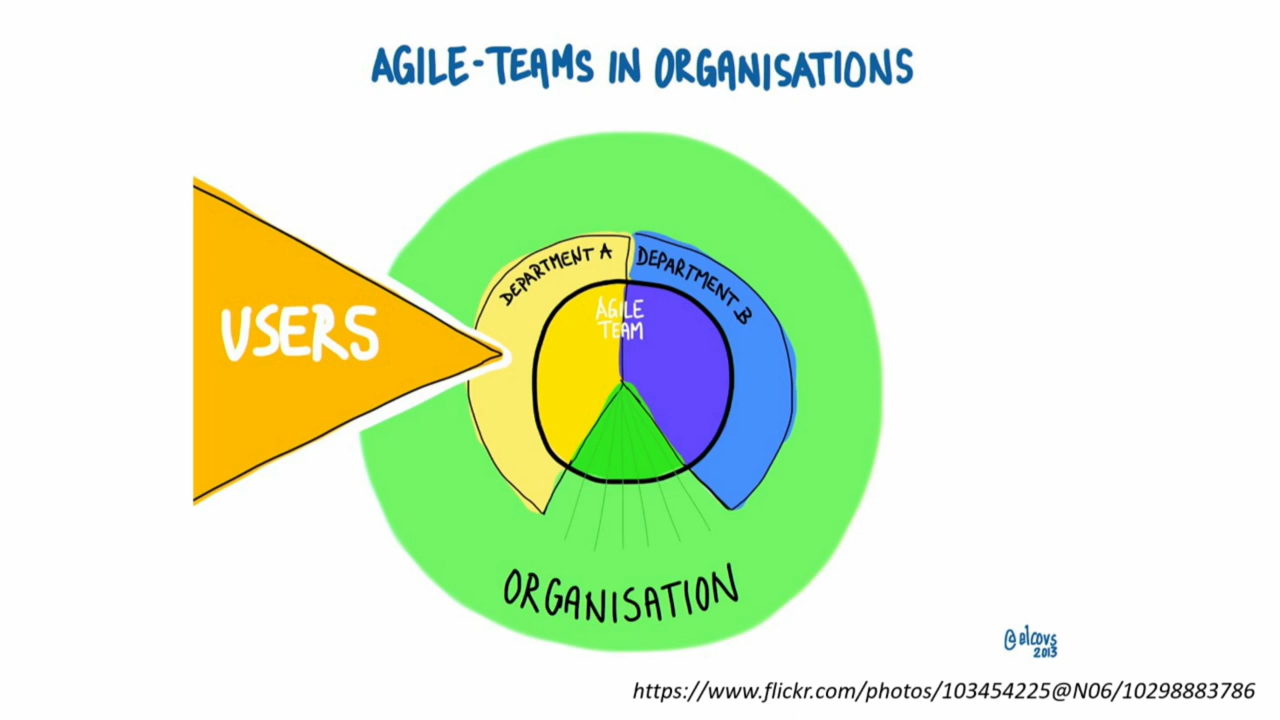 AGILE-TEAMS IN ORGANISATIONS
USERS
DEPARTMENT A
DEPARTMENT B
AGILE
TEAM
ORGANISATION
@elcovs
2013
https://www.flickr.com/photos/103454225@N06/10298883786